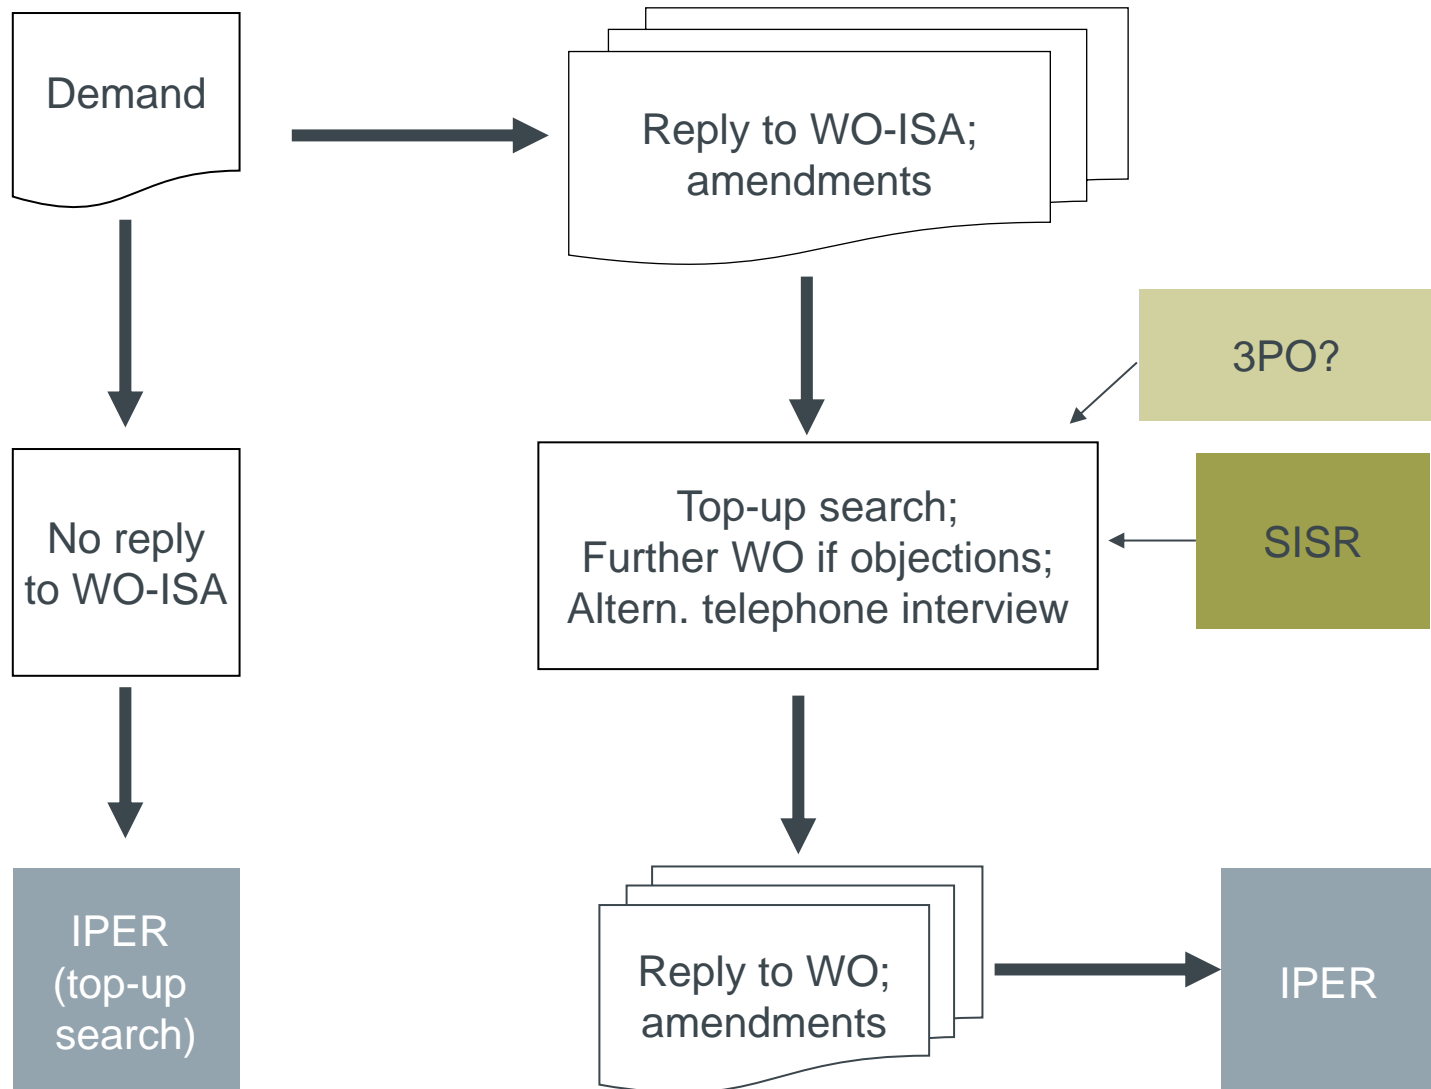 Demand
Reply to WO-ISA;
amendments
3PO?
No reply
to WO-ISA
Top-up search;
Further WO if objections;
Altern. telephone interview
SISR
IPER
(top-up
search)
Reply to WO;
amendments
IPER